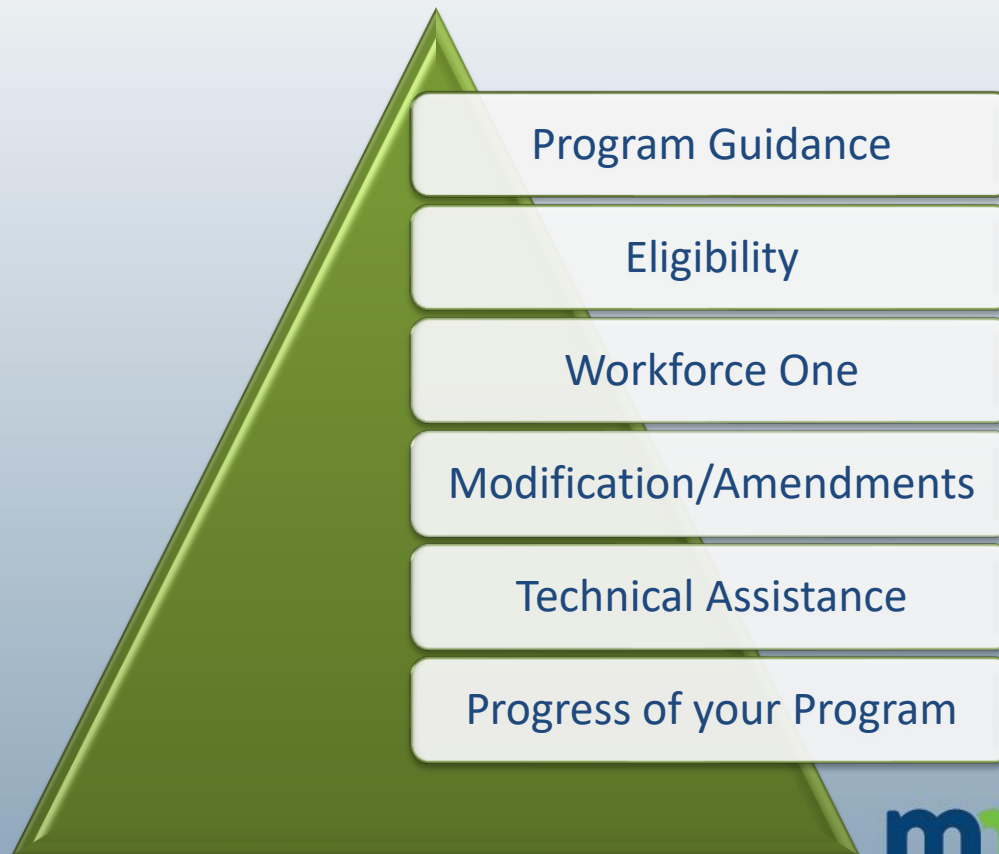 Program Guidance
Eligibility
Workforce One
Modification/Amendments
Technical Assistance
Progress of your Program
m